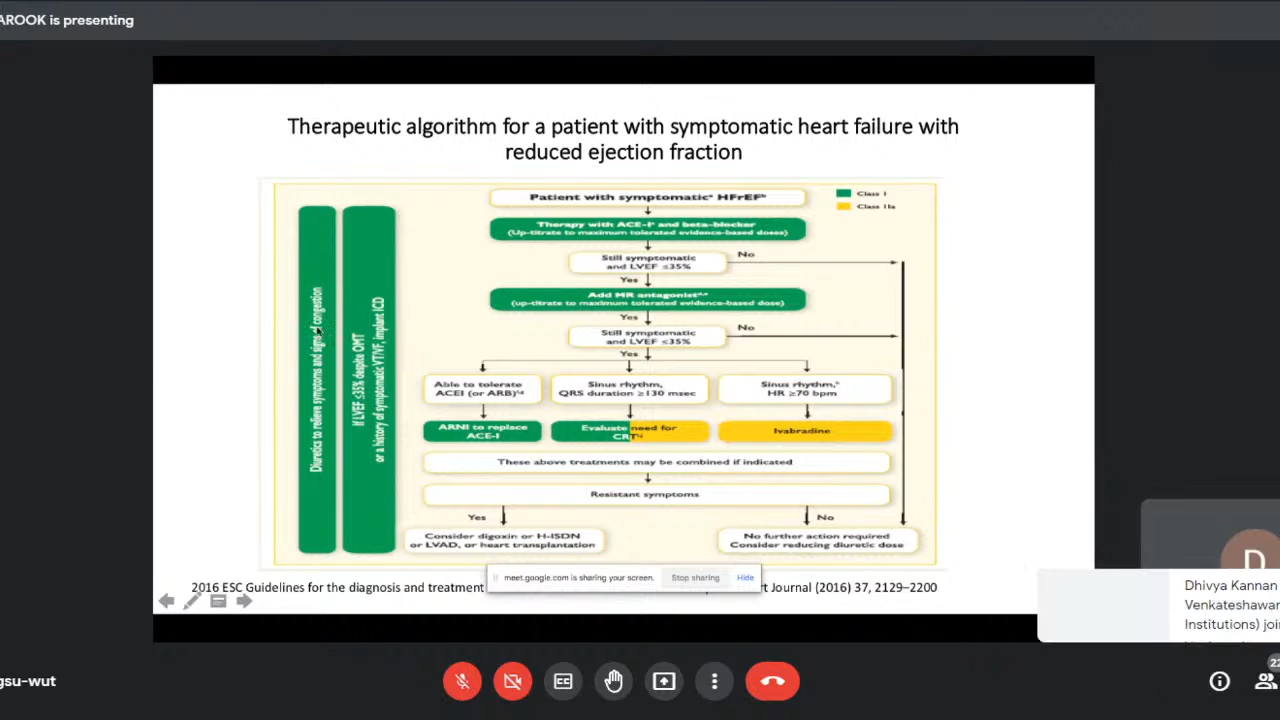 AROOK is presenting
Therapeutic algorithm for a patient with symptomatic heart failure with
reduced ejection fraction
Patient with symptomaticᵃ HFrEFᵇ
Class I
Class IIa
Therapy with ACE-Iᶜ and beta-blocker
(Up-titrate to maximum tolerated evidence-based doses)
Still symptomatic
and LVEF ≤35%
No
Yes
Add MR antagonist
(up-titrate to maximum tolerated evidence-based dose)
Yes
Still symptomatic
and LVEF ≤35%
No
Yes
Able to tolerate
ACEI (or ARB)
Sinus rhythm,
QRS duration ≥130 msec
Sinus rhythm,ʰ
HR ≥70 bpm
ARNI to replace
ACE-I
Evaluate need for
CRT
Ivabradine
These above treatments may be combined if indicated
Resistant symptoms
Yes
No
Consider digoxin or H-ISDN
or LVAD, or heart transplantation
No further action required
Consider reducing diuretic dose
Diuretics to relieve symptoms and signs of congestion
If LVEF ≤35% despite OMT
or a history of symptomatic VT/VF, implant ICD
meet.google.com is sharing your screen.
Stop sharing
Hide
2016 ESC Guidelines for the diagnosis and treatment
rt Journal (2016) 37, 2129–2200
D
Dhivya Kannan
Venkateshawar
Institutions) joi
gsu-wut
22